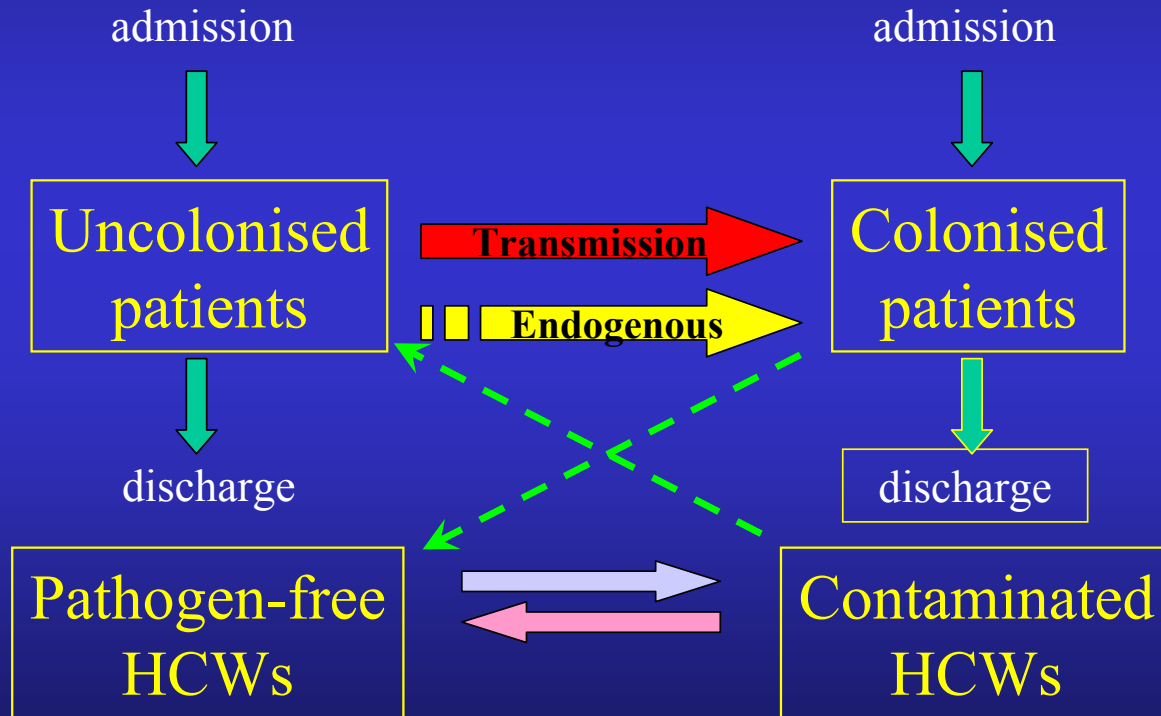 admission
admission
Uncolonised
patients
Transmission
Endogenous
Colonised
patients
discharge
discharge
Pathogen-free
HCWs
Contaminated
HCWs